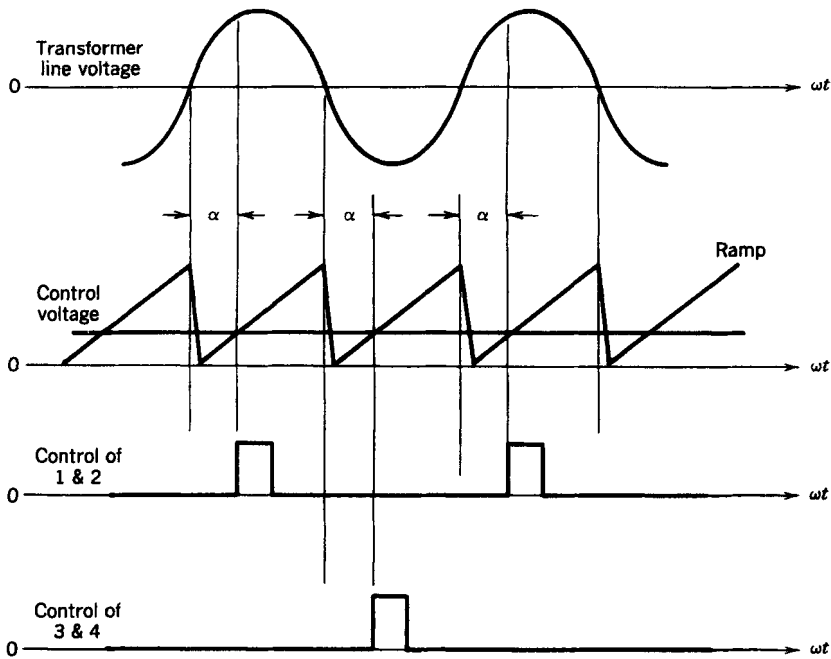 Transformer
line voltage
0
ωt
α
α
α
Ramp
Control
voltage
0
ωt
Control of
1 & 2
0
ωt
Control of
3 & 4
0
ωt